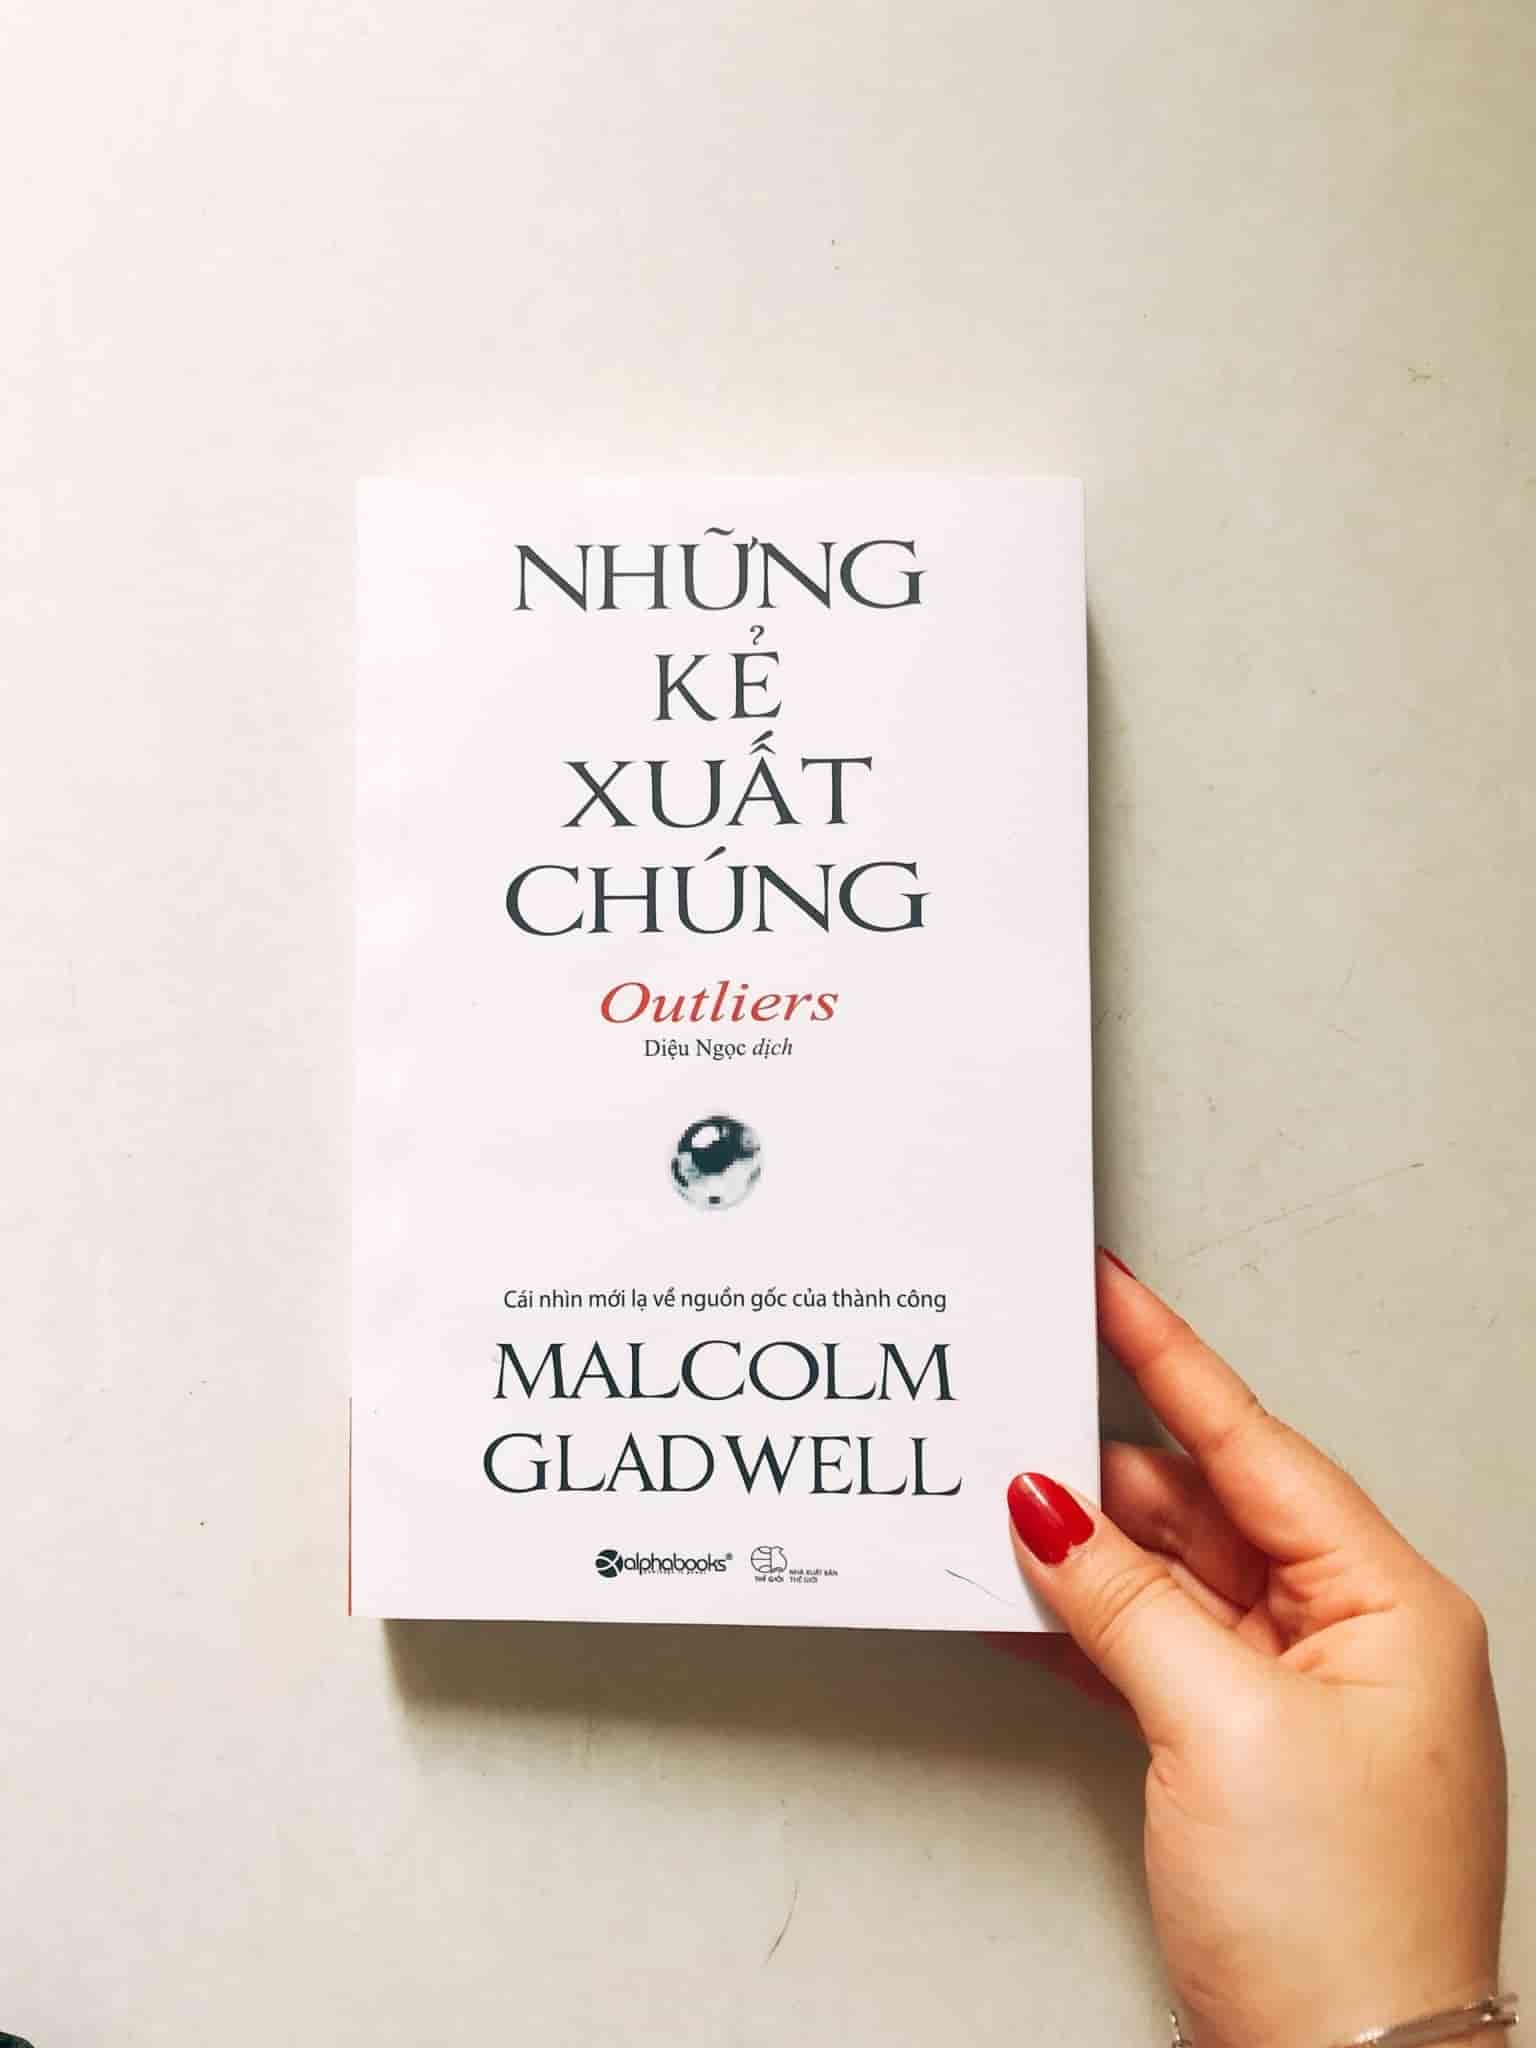 NHỮNG
KẺ
XUẤT
CHÚNG
Outliers
Diệu Ngọc dịch
Cái nhìn mới lạ về nguồn gốc của thành công
MALCOLM
GLADWELL
alphabooks®
THẾ GIỚI
NHÀ XUẤT BẢN
THẾ GIỚI